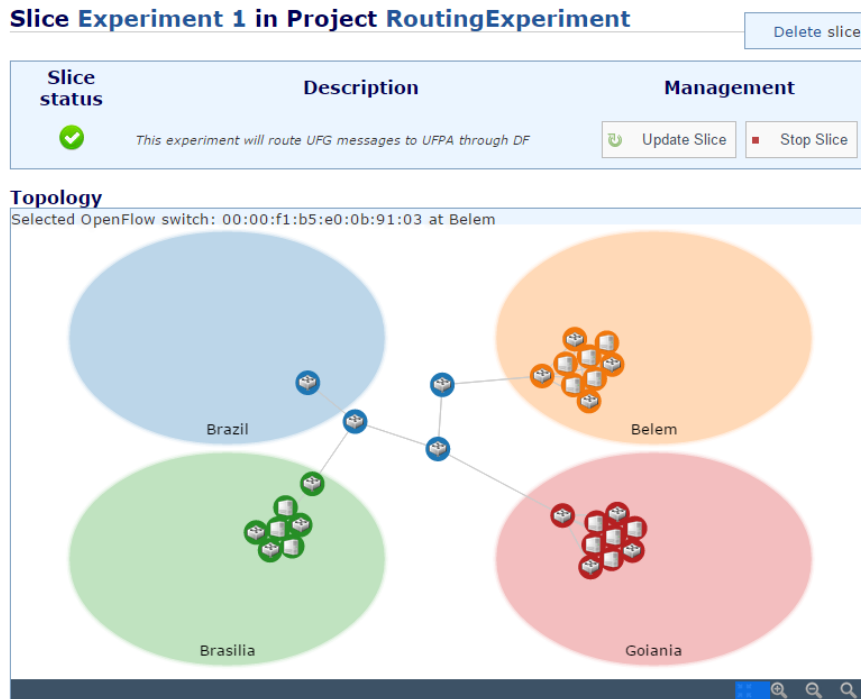 Slice Experiment 1 in Project RoutingExperiment
Delete slice
Slice status
Description
Management
This experiment will route UFG messages to UFPA through DF
Update Slice
Stop Slice
Topology
Selected OpenFlow switch: 00:00:f1:b5:e0:0b:91:03 at Belem
Brazil
Belem
Brasilia
Goiania